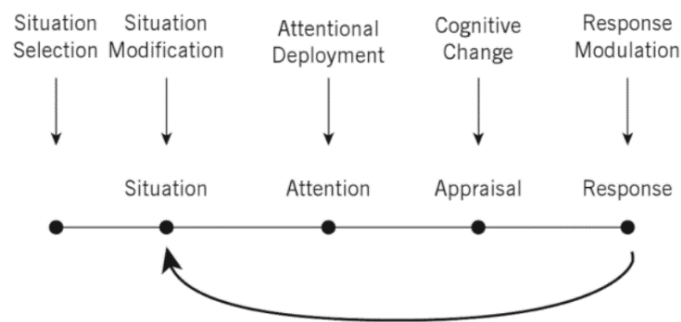 Situation
Selection
Situation
Modification
Attentional
Deployment
Cognitive
Change
Response
Modulation
Situation
Attention
Appraisal
Response